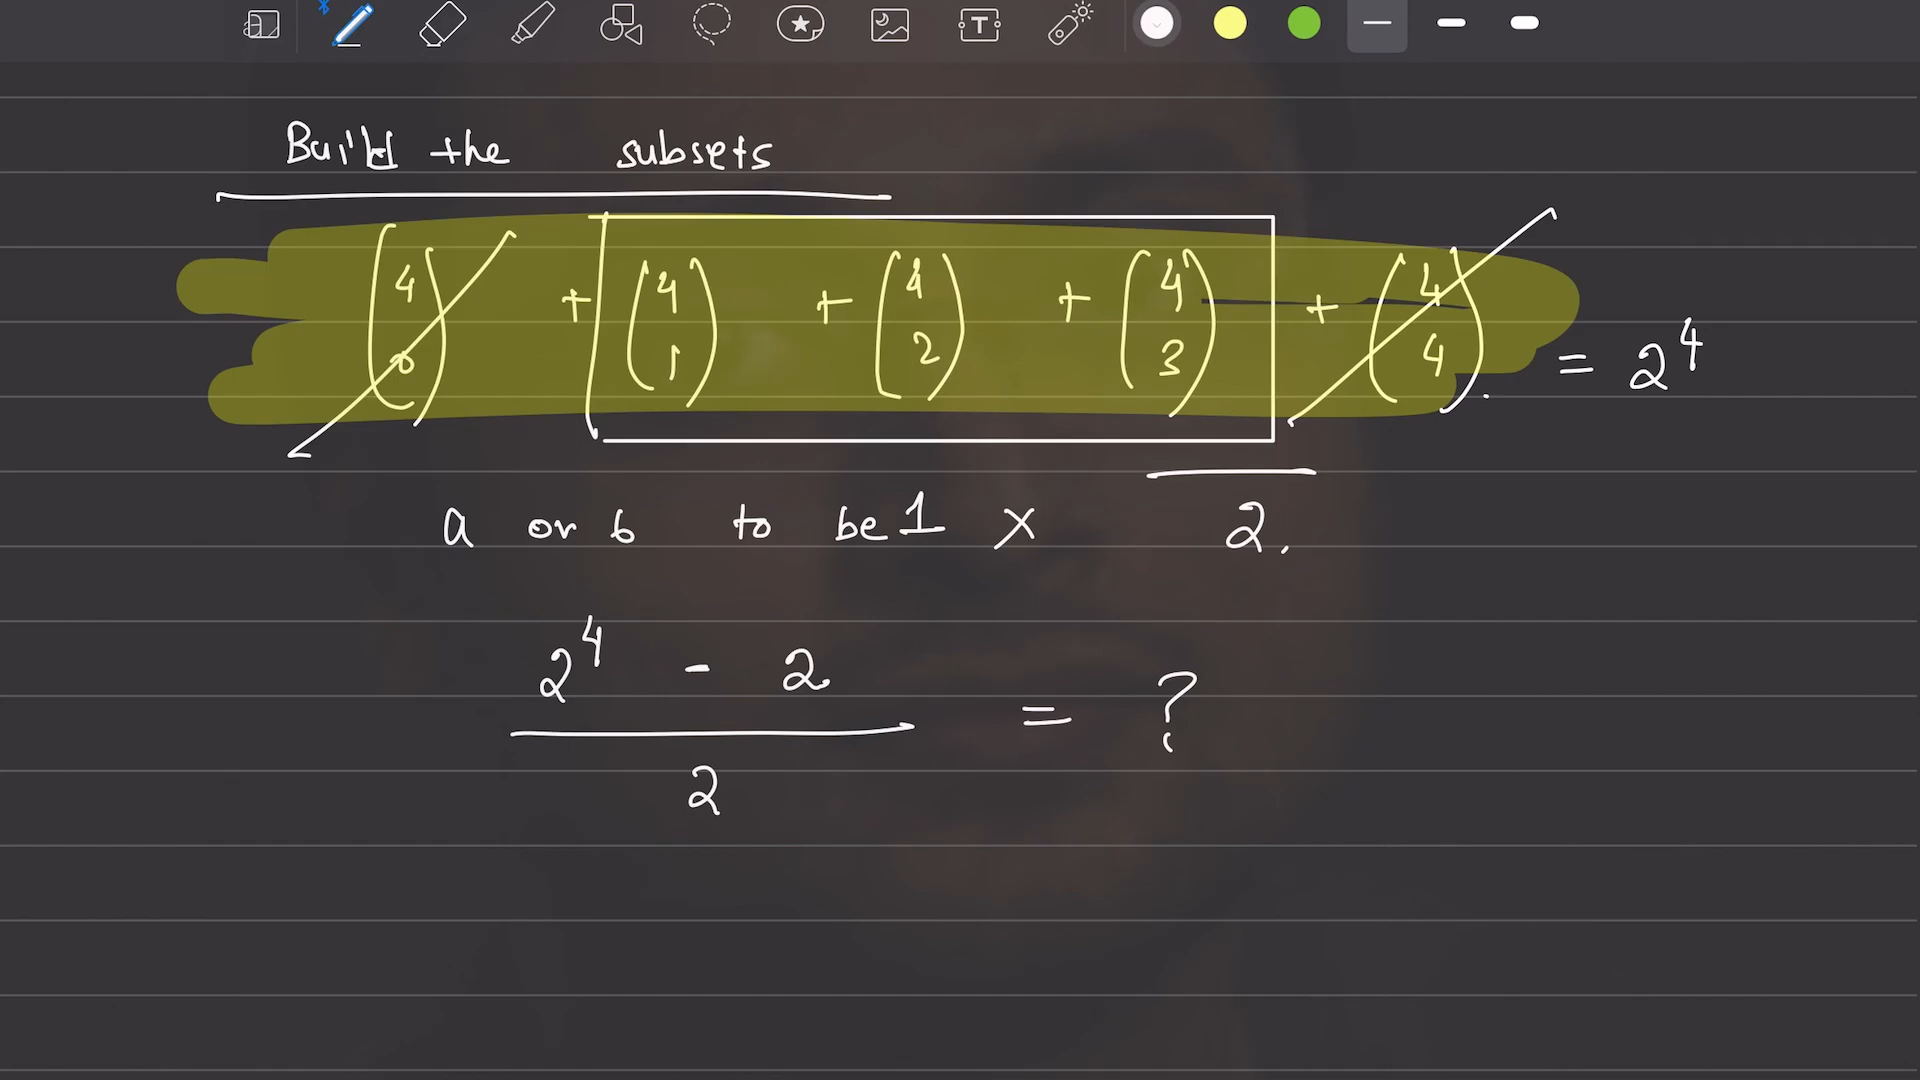 Build the subsets
(4 0) + (4 1) + (4 2) + (4 3) + (4 4) = 2^4
a or b to be 1 x 2.
2^4 - 2
= ?
2